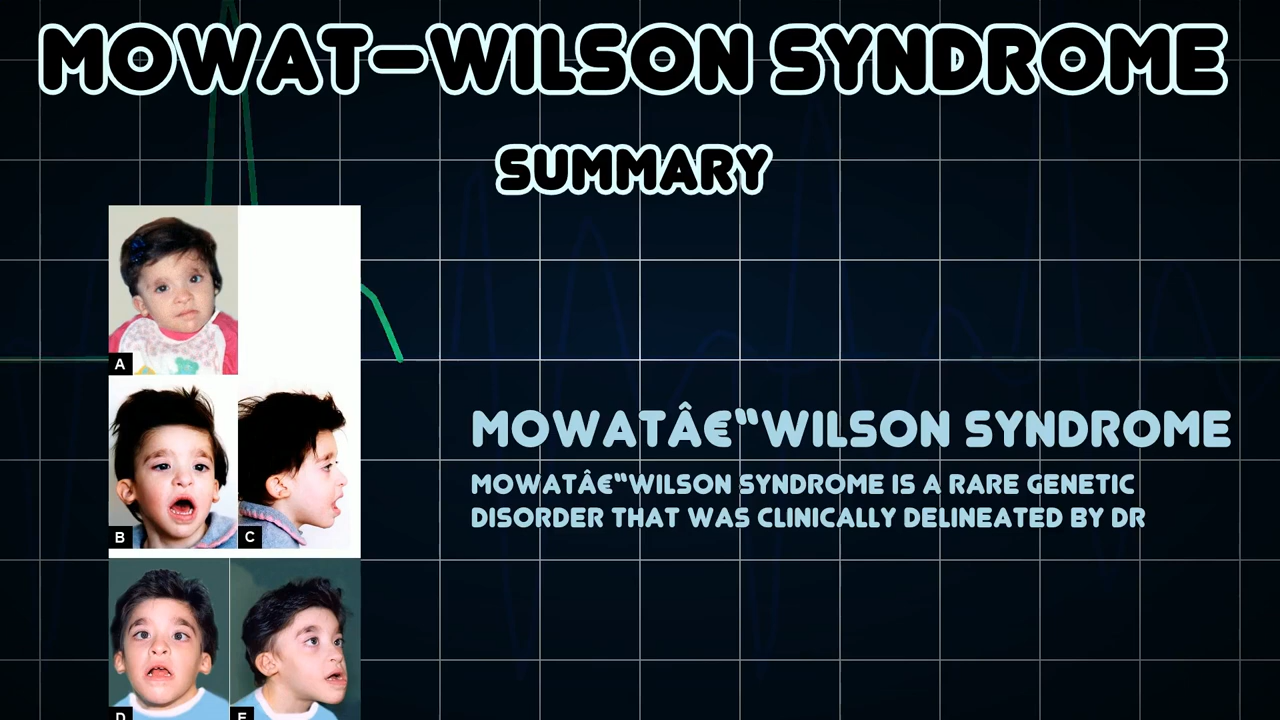 MOWAT–WILSON SYNDROME
SUMMARY
A
B
C
D
E
MOWATÂ€“WILSON SYNDROME
MOWATÂ€“WILSON SYNDROME IS A RARE GENETIC
DISORDER THAT WAS CLINICALLY DELINEATED BY DR